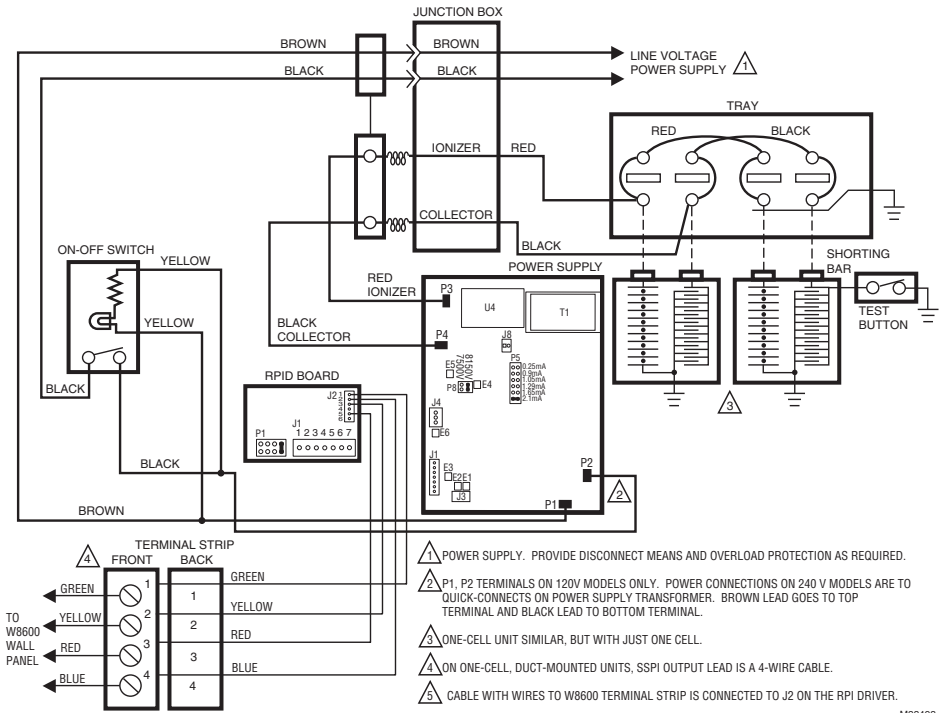 JUNCTION BOX
BROWN
BROWN
LINE VOLTAGE
POWER SUPPLY
1
BLACK
BLACK
TRAY
RED
BLACK
IONIZER
RED
COLLECTOR
BLACK
ON-OFF SWITCH
YELLOW
YELLOW
BLACK
BLACK
BROWN
RED
IONIZER
BLACK
COLLECTOR
POWER SUPPLY
P3
U4
T1
P4
J8
8150V
7500V
E5
P8
E4
P5
0.25mA
0.9mA
1.05mA
1.29mA
1.65mA
2.1mA
J4
E6
J1
E3
E2E1
J3
P2
P1
2
SHORTING
BAR
TEST
BUTTON
3
RPID BOARD
J2 1
2
3
4
5
6
J1
P1
1 2 3 4 5 6 7
TERMINAL STRIP
4
FRONT
BACK
GREEN
1
1
GREEN
TO
W8600
WALL
PANEL
YELLOW
2
2
YELLOW
RED
3
3
RED
BLUE
4
4
BLUE
1 POWER SUPPLY. PROVIDE DISCONNECT MEANS AND OVERLOAD PROTECTION AS REQUIRED.
2 P1, P2 TERMINALS ON 120V MODELS ONLY. POWER CONNECTIONS ON 240 V MODELS ARE TO
QUICK-CONNECTS ON POWER SUPPLY TRANSFORMER. BROWN LEAD GOES TO TOP
TERMINAL AND BLACK LEAD TO BOTTOM TERMINAL.
3 ONE-CELL UNIT SIMILAR, BUT WITH JUST ONE CELL.
4 ON ONE-CELL, DUCT-MOUNTED UNITS, SSPI OUTPUT LEAD IS A 4-WIRE CABLE.
5 CABLE WITH WIRES TO W8600 TERMINAL STRIP IS CONNECTED TO J2 ON THE RPI DRIVER.